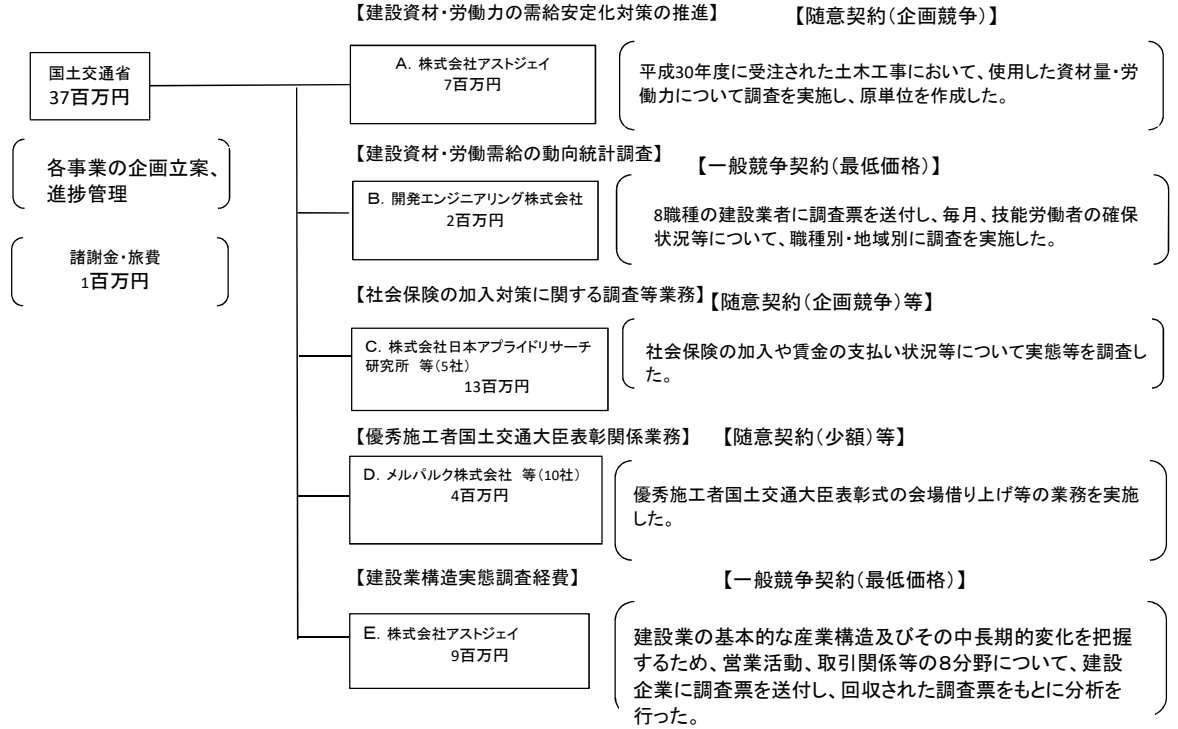 国土交通省
37百万円
各事業の企画立案、
進捗管理
諸謝金・旅費
1百万円
【建設資材・労働力の需給安定化対策の推進】
【随意契約(企画競争)】
A. 株式会社アストジェイ
7百万円
平成30年度に受注された土木工事において、使用した資材量・労
働力について調査を実施し、原単位を作成した。
【建設資材・労働需給の動向統計調査】
【一般競争契約(最低価格)】
B. 開発エンジニアリング株式会社
2百万円
8職種の建設業者に調査票を送付し、毎月、技能労働者の確保
状況等について、職種別・地域別に調査を実施した。
【社会保険の加入対策に関する調査等業務】
【随意契約(企画競争)等】
C. 株式会社日本アプライドリサーチ
研究所 等(5社)
13百万円
社会保険の加入や賃金の支払い状況等について実態等を調査し
た。
【優秀施工者国土交通大臣表彰関係業務】
【随意契約(少額)等】
D. メルパルク株式会社 等(10社)
4百万円
優秀施工者国土交通大臣表彰式の会場借り上げ等の業務を実施
した。
【建設業構造実態調査経費】
【一般競争契約(最低価格)】
E. 株式会社アストジェイ
9百万円
建設業の基本的な産業構造及びその中長期的変化を把握
するため、営業活動、取引関係等の8分野について、建設
企業に調査票を送付し、回収された調査票をもとに分析を
行った。